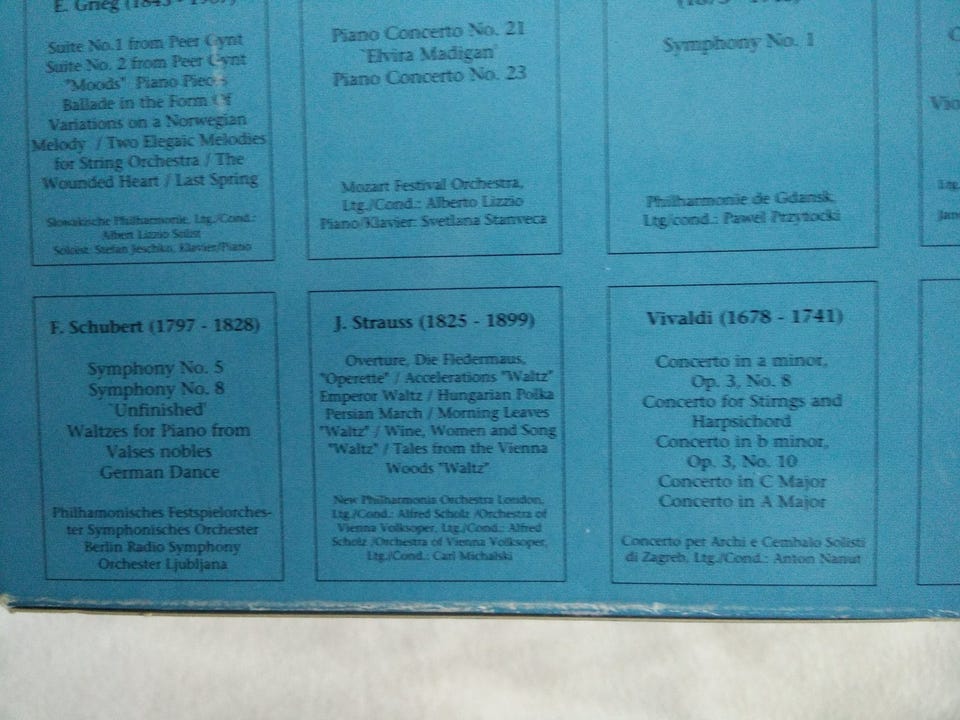 E. Grieg (1843 - 1907)
Suite No.1 from Peer Gynt
Suite No. 2 from Peer Gynt
"Moods" Piano Pieces
Ballade in the Form Of
Variations on a Norwegian
Melody / Two Elegaic Melodies
for String Orchestra / The
Wounded Heart / Last Spring
Slowakische Philharmonie, Ltg./Cond.:
Albert Lizzio Solist
Soloist: Stefan Jeschko, Klavier/Piano
Piano Concerto No. 21
'Elvira Madigan'
Piano Concerto No. 23
Mozart Festival Orchestra,
Ltg./Cond.: Alberto Lizzio
Piano/Klavier: Svetlana Stanveca
Symphony No. 1
Philharmonie de Gdansk,
Ltg/cond.: Pawel Przytocki
F. Schubert (1797 - 1828)
Symphony No. 5
Symphony No. 8
'Unfinished'
Waltzes for Piano from
Valses nobles
German Dance
Philhamonisches Festspielorches-
ter Symphonisches Orchester
Berlin Radio Symphony
Orchester Ljubljana
J. Strauss (1825 - 1899)
Overture, Die Fledermaus,
"Operette" / Accelerations "Waltz"
Emperor Waltz / Hungarian Polka
Persian March / Morning Leaves
"Waltz" / Wine, Women and Song
"Waltz" / Tales from the Vienna
Woods "Waltz"
New Philharmonia Orchestra London,
Ltg./Cond.: Alfred Scholz /Orchestra of
Vienna Volksoper, Ltg./Cond.: Alfred
Scholz /Orchestra of Vienna Volksoper,
Ltg./Cond.: Carl Michalski
Vivaldi (1678 - 1741)
Concerto in a minor,
Op. 3, No. 8
Concerto for Stirngs and
Harpsichord
Concerto in b minor,
Op. 3, No. 10
Concerto in C Major
Concerto in A Major
Concerto per Archi e Cembalo Solisti
di Zagreb, Ltg./Cond.: Anton Nanut